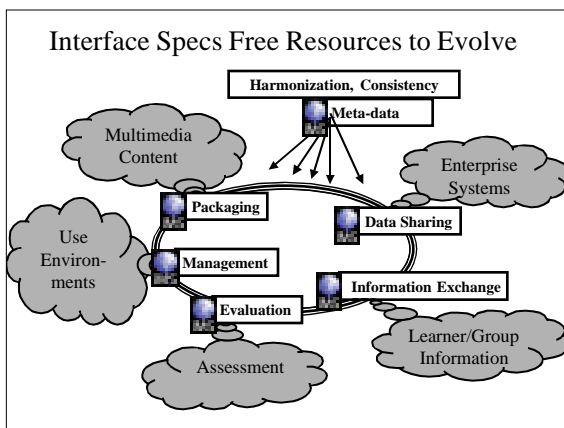 Interface Specs Free Resources to Evolve
Harmonization, Consistency
Meta-data
Multimedia
Content
Enterprise
Systems
Packaging
Data Sharing
Use
Environ-
ments
Management
Information Exchange
Evaluation
Learner/Group
Information
Assessment